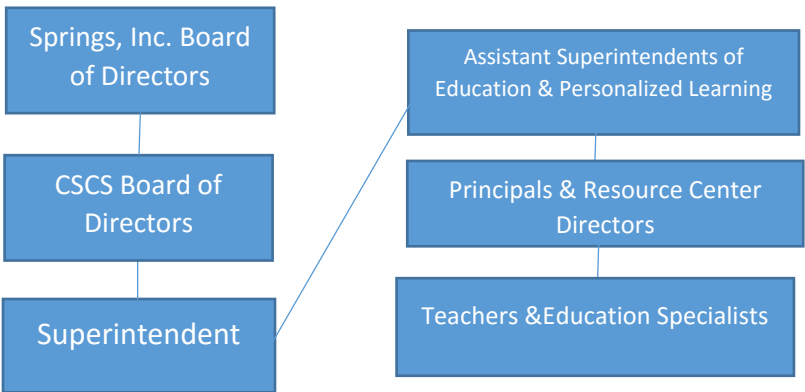 Springs, Inc. Board
of Directors
CSCS Board of
Directors
Superintendent
Assistant Superintendents of
Education & Personalized Learning
Principals & Resource Center
Directors
Teachers &Education Specialists